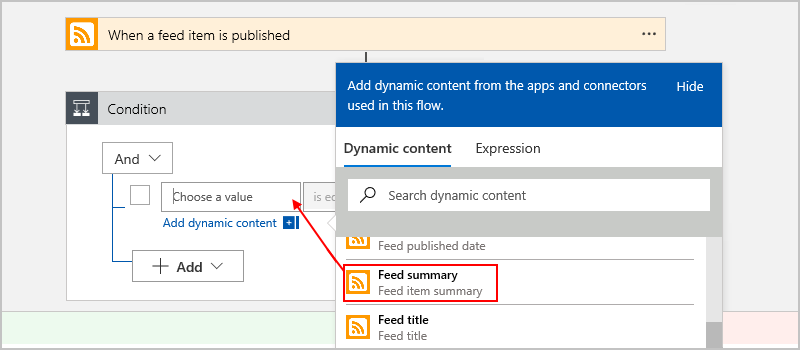 When a feed item is published
Condition
And
Choose a value
is e
Add dynamic content
Add
Add dynamic content from the apps and connectors
used in this flow.
Hide
Dynamic content
Expression
Search dynamic content
Feed published date
Feed summary
Feed item summary
Feed title
Feed title